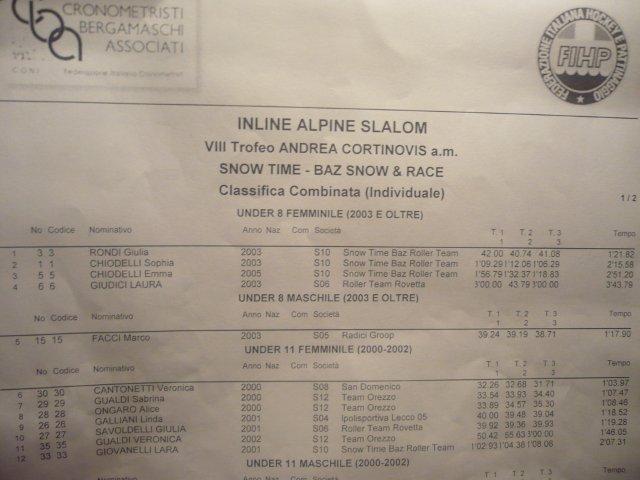 CRONOMETRISTI
BERGAMASCHI
ASSOCIATI
CONI Federazione Italiana Cronometristi
FEDERAZIONE ITALIANA HOCKEY E PATTINAGGIO
FIHP
INLINE ALPINE SLALOM
VIII Trofeo ANDREA CORTINOVIS a.m.
SNOW TIME - BAZ SNOW & RACE
Classifica Combinata (Individuale)
1 / 2
UNDER 8 FEMMINILE (2003 E OLTRE)
No Codice Nominativo Anno Naz Com Società T. 1 T. 2 T. 3 Tempo
1 3 3 RONDI Giulia 2003 S10 Snow Time Baz Roller Team 42.00 40.74 41.08 1'21.82
2 1 1 CHIODELLI Sophia 2003 S10 Snow Time Baz Roller Team 1'09.29 1'12.06 1'06.29 2'15.58
3 5 5 CHIODELLI Emma 2005 S10 Snow Time Baz Roller Team 1'56.79 1'32.37 1'18.83 2'51.20
4 6 6 GIUDICI LAURA 2003 S06 Roller Team Rovetta 3'00.00 43.79 3'00.00 3'43.79
UNDER 8 MASCHILE (2003 E OLTRE)
No Codice Nominativo Anno Naz Com Società T. 1 T. 2 T. 3 Tempo
5 15 15 FACCI Marco 2003 S05 Radici Groop 39.24 39.19 38.71 1'17.90
UNDER 11 FEMMINILE (2000-2002)
No Codice Nominativo Anno Naz Com Società T. 1 T. 2 T. 3 Tempo
6 30 30 CANTONETTI Veronica 2000 S08 San Domenico 32.26 32.68 31.71 1'03.97
7 29 29 GUALDI Sabrina 2000 S12 Team Orezzo 33.54 33.93 34.40 1'07.47
8 28 28 ONGARO Alice 2000 S12 Team Orezzo 33.89 34.57 35.30 1'08.46
9 26 26 GALLIANI Linda 2001 S04 Ipolisportiva Lecco 05 40.00 39.48 39.04 1'18.52
10 27 27 SAVOLDELLI GIULIA 2001 S06 Roller Team Rovetta 39.92 39.36 39.93 1'19.28
11 35 35 GUALDI VERONICA 2002 S12 Team Orezzo 50.42 55.63 3'00.00 1'46.05
12 33 33 GIOVANELLI LARA 2001 S10 Snow Time Baz Roller Team 1'02.93 1'04.38 1'08.06 2'07.31
UNDER 11 MASCHILE (2000-2002)